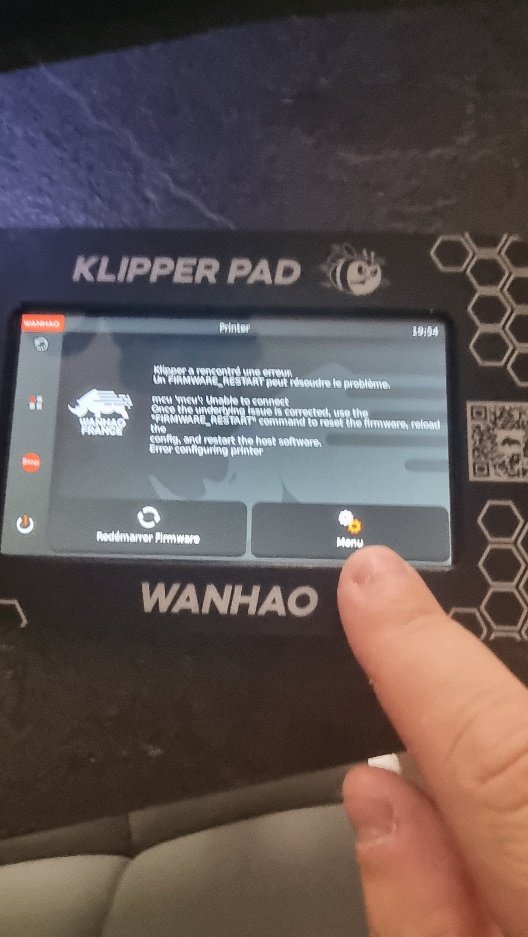 KLIPPER PAD
WANHAO
Printer
19:54
Klipper a rencontré une erreur.
Un FIRMWARE_RESTART peut résoudre le problème.
mcu 'mcu': Unable to connect
Once the underlying issue is corrected, use the
"FIRMWARE_RESTART" command to reset the firmware, reload
the
config, and restart the host software.
Error configuring printer
WANHAO
FRANCE
Stop
Redémarrer Firmware
Menu
WANHAO